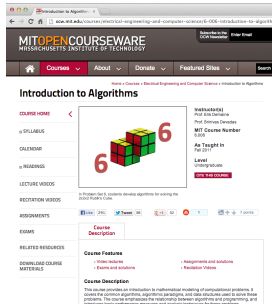 Introduction to Algorithms
ocw.mit.edu/courses/electrical-engineering-and-computer-science/6-006-introduction-to-algorith
MITOPENCOURSEWARE
MASSACHUSETTS INSTITUTE OF TECHNOLOGY
Subscribe to the
OCW Newsletter
Enter Email
Courses
About
Donate
Featured Sites
Search
Home » Courses » Electrical Engineering and Computer Science » Introduction to Algorithms
Introduction to Algorithms
COURSE HOME
SYLLABUS
CALENDAR
READINGS
LECTURE VIDEOS
RECITATION VIDEOS
ASSIGNMENTS
EXAMS
RELATED RESOURCES
DOWNLOAD COURSE
MATERIALS
6
6
In Problem Set 6, students develop algorithms for solving the
2x2x2 Rubik's Cube.
Instructor(s)
Prof. Erik Demaine
Prof. Srinivas Devadas
MIT Course Number
6.006
As Taught In
Fall 2011
Level
Undergraduate
CITE THIS COURSE
Like
Tweet
+1
Course
Description
Course Features
Video lectures
Assignments and solutions
Exams and solutions
Recitation Videos
Course Description
This course provides an introduction to mathematical modeling of computational problems. It
covers the common algorithms, algorithmic paradigms, and data structures used to solve these
problems. The course emphasizes the relationship between algorithms and programming, and